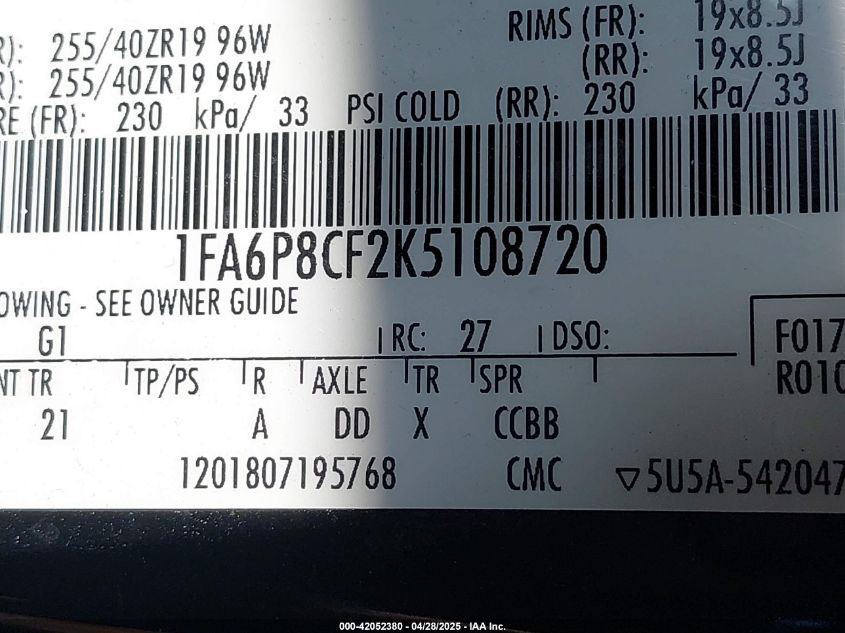 R): 255/40ZR19 96W RIMS (FR): 19x8.5J
R): 255/40ZR19 96W (RR): 19x8.5J
RE (FR): 230 kPa/ 33 PSI COLD (RR): 230 kPa/ 33
1FA6P8CF2K5108720
OWING - SEE OWNER GUIDE
G1 RC: 27 DSO: F017
NT TR TP/PS R AXLE TR SPR R010
21 A DD X CCBB
1201807195768 CMC ▽5U5A-542047
000-42052380 - 04/28/2025 - IAA Inc.